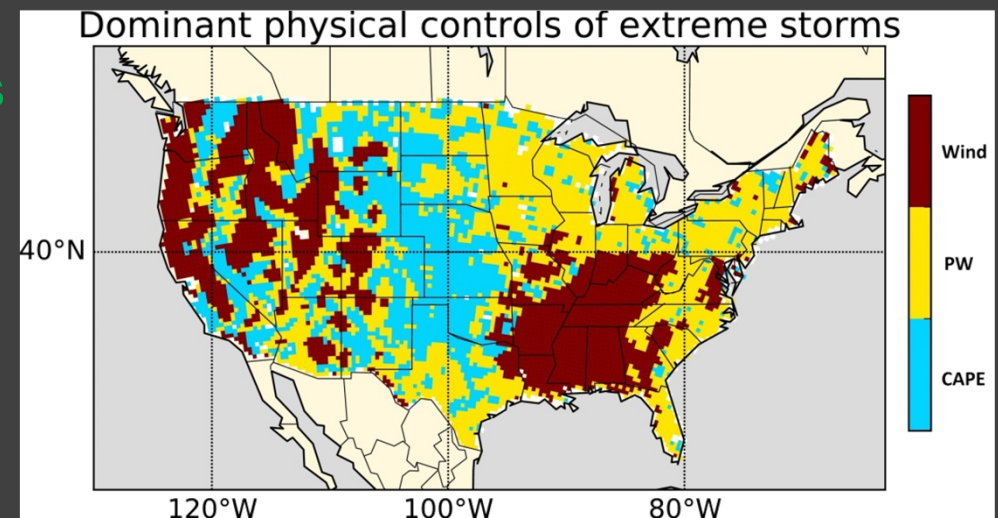 Dominant physical controls of extreme storms
s
Wind
40°N
PW
CAPE
120°W
100°W
80°W